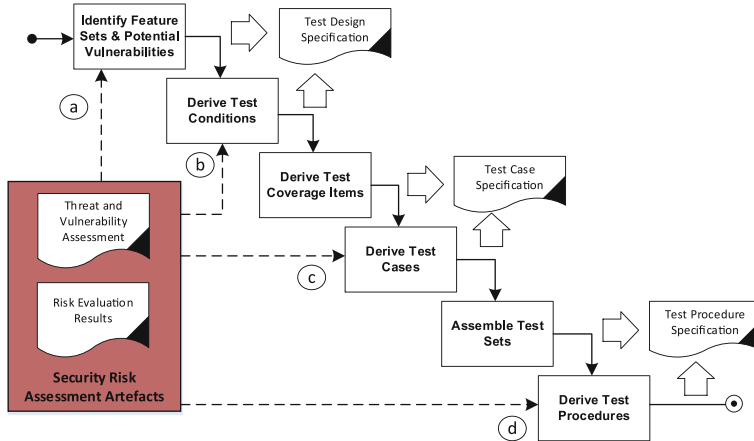 Identify Feature
Sets & Potential
Vulnerabilities
Test Design
Specification
a
Derive Test
Conditions
b
Derive Test
Coverage Items
Test Case
Specification
Threat and
Vulnerability
Assessment
Derive Test
Cases
c
Risk Evaluation
Results
Assemble Test
Sets
Test Procedure
Specification
Security Risk
Assessment Artefacts
Derive Test
Procedures
d